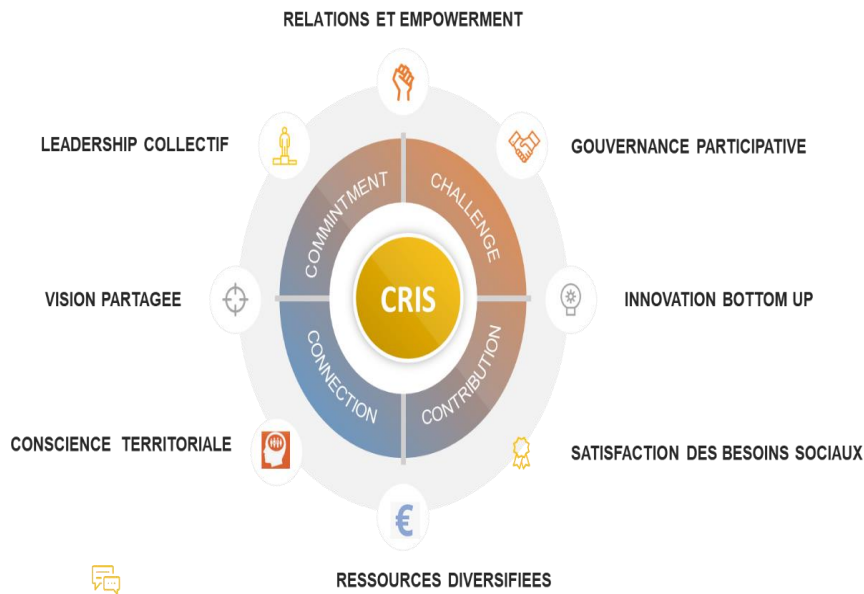 RELATIONS ET EMPOWERMENT
LEADERSHIP COLLECTIF
GOUVERNANCE PARTICIPATIVE
COMMINTMENT
CHALLENGE
VISION PARTAGEE
CRIS
INNOVATION BOTTOM UP
CONNECTION
CONTRIBUTION
CONSCIENCE TERRITORIALE
SATISFACTION DES BESOINS SOCIAUX
€
RESSOURCES DIVERSIFIEES